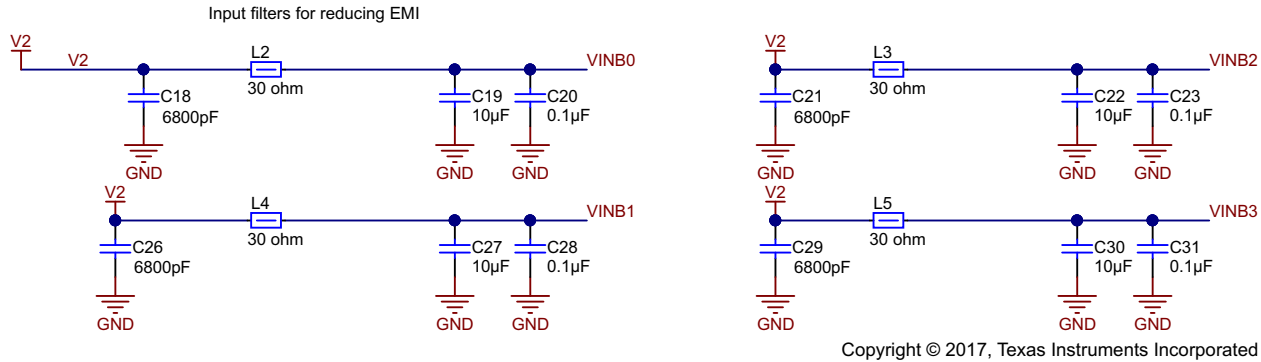 Input filters for reducing EMI
V2
V2
L2
30 ohm
VINB0
C18
6800pF
GND
C19
10µF
GND
C20
0.1µF
GND
V2
L3
30 ohm
VINB2
C21
6800pF
GND
C22
10µF
GND
C23
0.1µF
GND
V2
L4
30 ohm
VINB1
C26
6800pF
GND
C27
10µF
GND
C28
0.1µF
GND
V2
L5
30 ohm
VINB3
C29
6800pF
GND
C30
10µF
GND
C31
0.1µF
GND
Copyright © 2017, Texas Instruments Incorporated